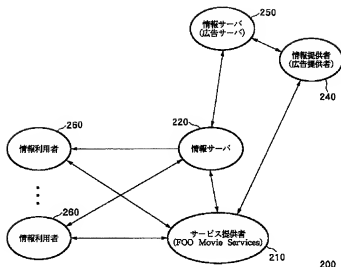 250
情報サーバ
(広告サーバ)
情報提供者
(広告提供者)
240
260
220
情報利用者
情報サーバ
260
情報利用者
サービス提供者
(FOO Movie Services)
210
200